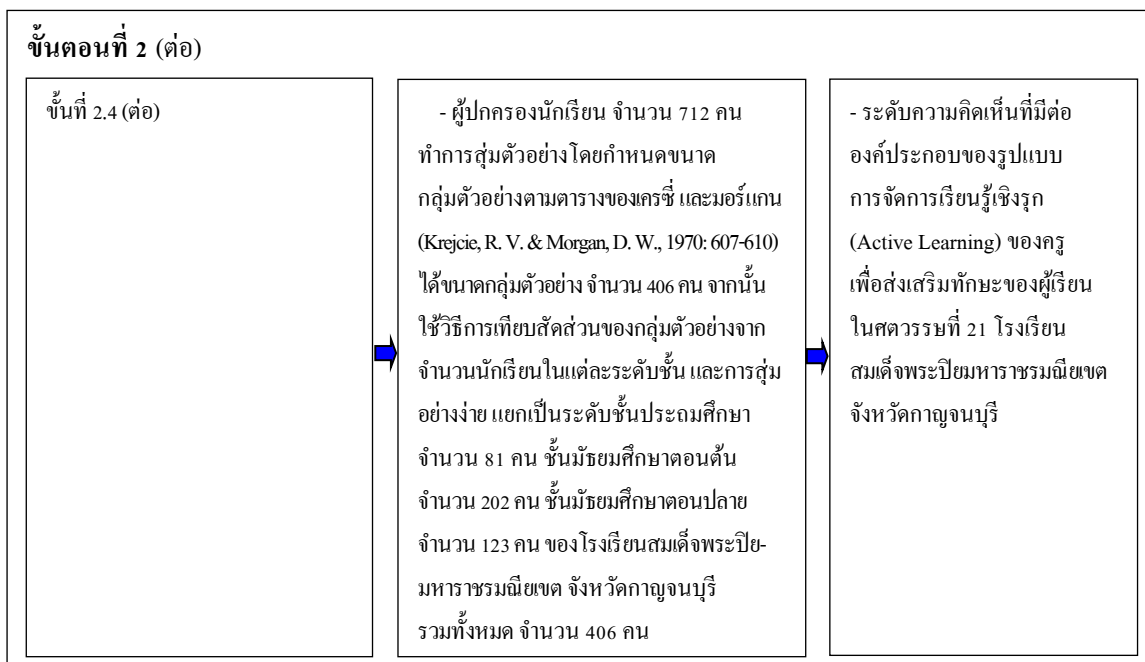 ขั้นตอนที่ 2 (ต่อ)
ขั้นที่ 2.4 (ต่อ)
- ผู้ปกครองนักเรียน จำนวน 712 คน
ทำการสุ่มตัวอย่างโดยกำหนดขนาด
กลุ่มตัวอย่างตามตารางของเครซี่ และมอร์แกน
(Krejcie, R. V. & Morgan, D. W., 1970: 607-610)
ได้ขนาดกลุ่มตัวอย่าง จำนวน 406 คน จากนั้น
ใช้วิธีการเทียบสัดส่วนของกลุ่มตัวอย่างจาก
จำนวนนักเรียนในแต่ละระดับชั้น และการสุ่ม
อย่างง่าย แยกเป็นระดับชั้นประถมศึกษา
จำนวน 81 คน ชั้นมัธยมศึกษาตอนต้น
จำนวน 202 คน ชั้นมัธยมศึกษาตอนปลาย
จำนวน 123 คน ของโรงเรียนสมเด็จพระปิย-
มหาราชรมณียเขต จังหวัดกาญจนบุรี
รวมทั้งหมด จำนวน 406 คน
- ระดับความคิดเห็นที่มีต่อ
องค์ประกอบของรูปแบบ
การจัดการเรียนรู้เชิงรุก
(Active Learning) ของครู
เพื่อส่งเสริมทักษะของผู้เรียน
ในศตวรรษที่ 21 โรงเรียน
สมเด็จพระปิยมหาราชรมณียเขต
จังหวัดกาญจนบุรี